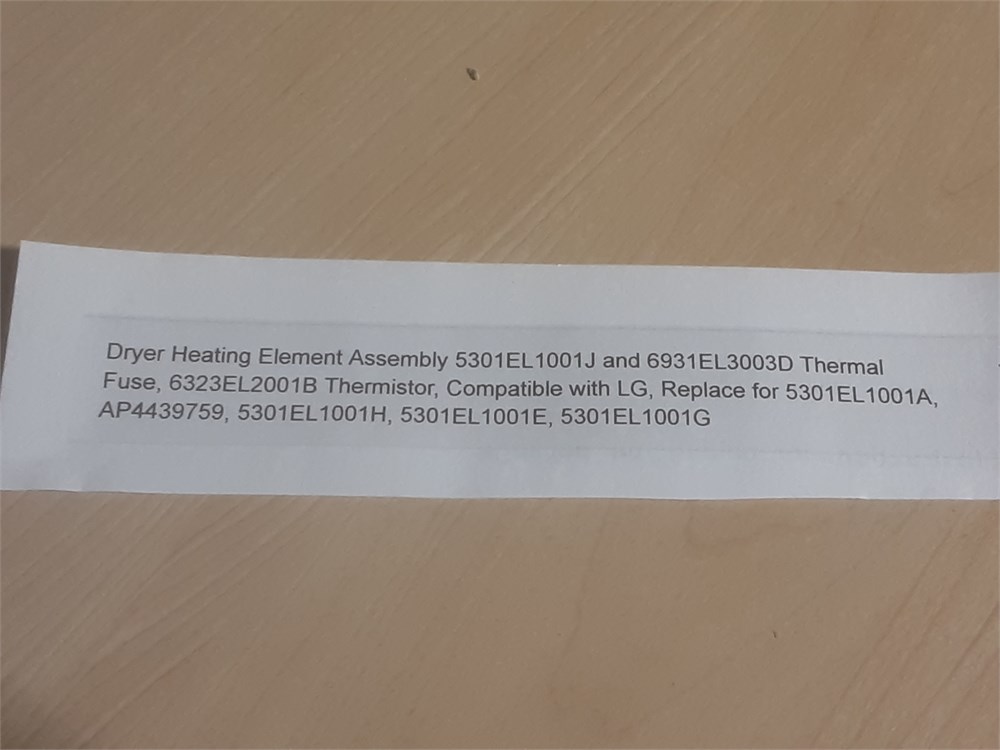 Dryer Heating Element Assembly 5301EL1001J and 6931EL3003D Thermal
Fuse, 6323EL2001B Thermistor, Compatible with LG, Replace for 5301EL1001A,
AP4439759, 5301EL1001H, 5301EL1001E, 5301EL1001G